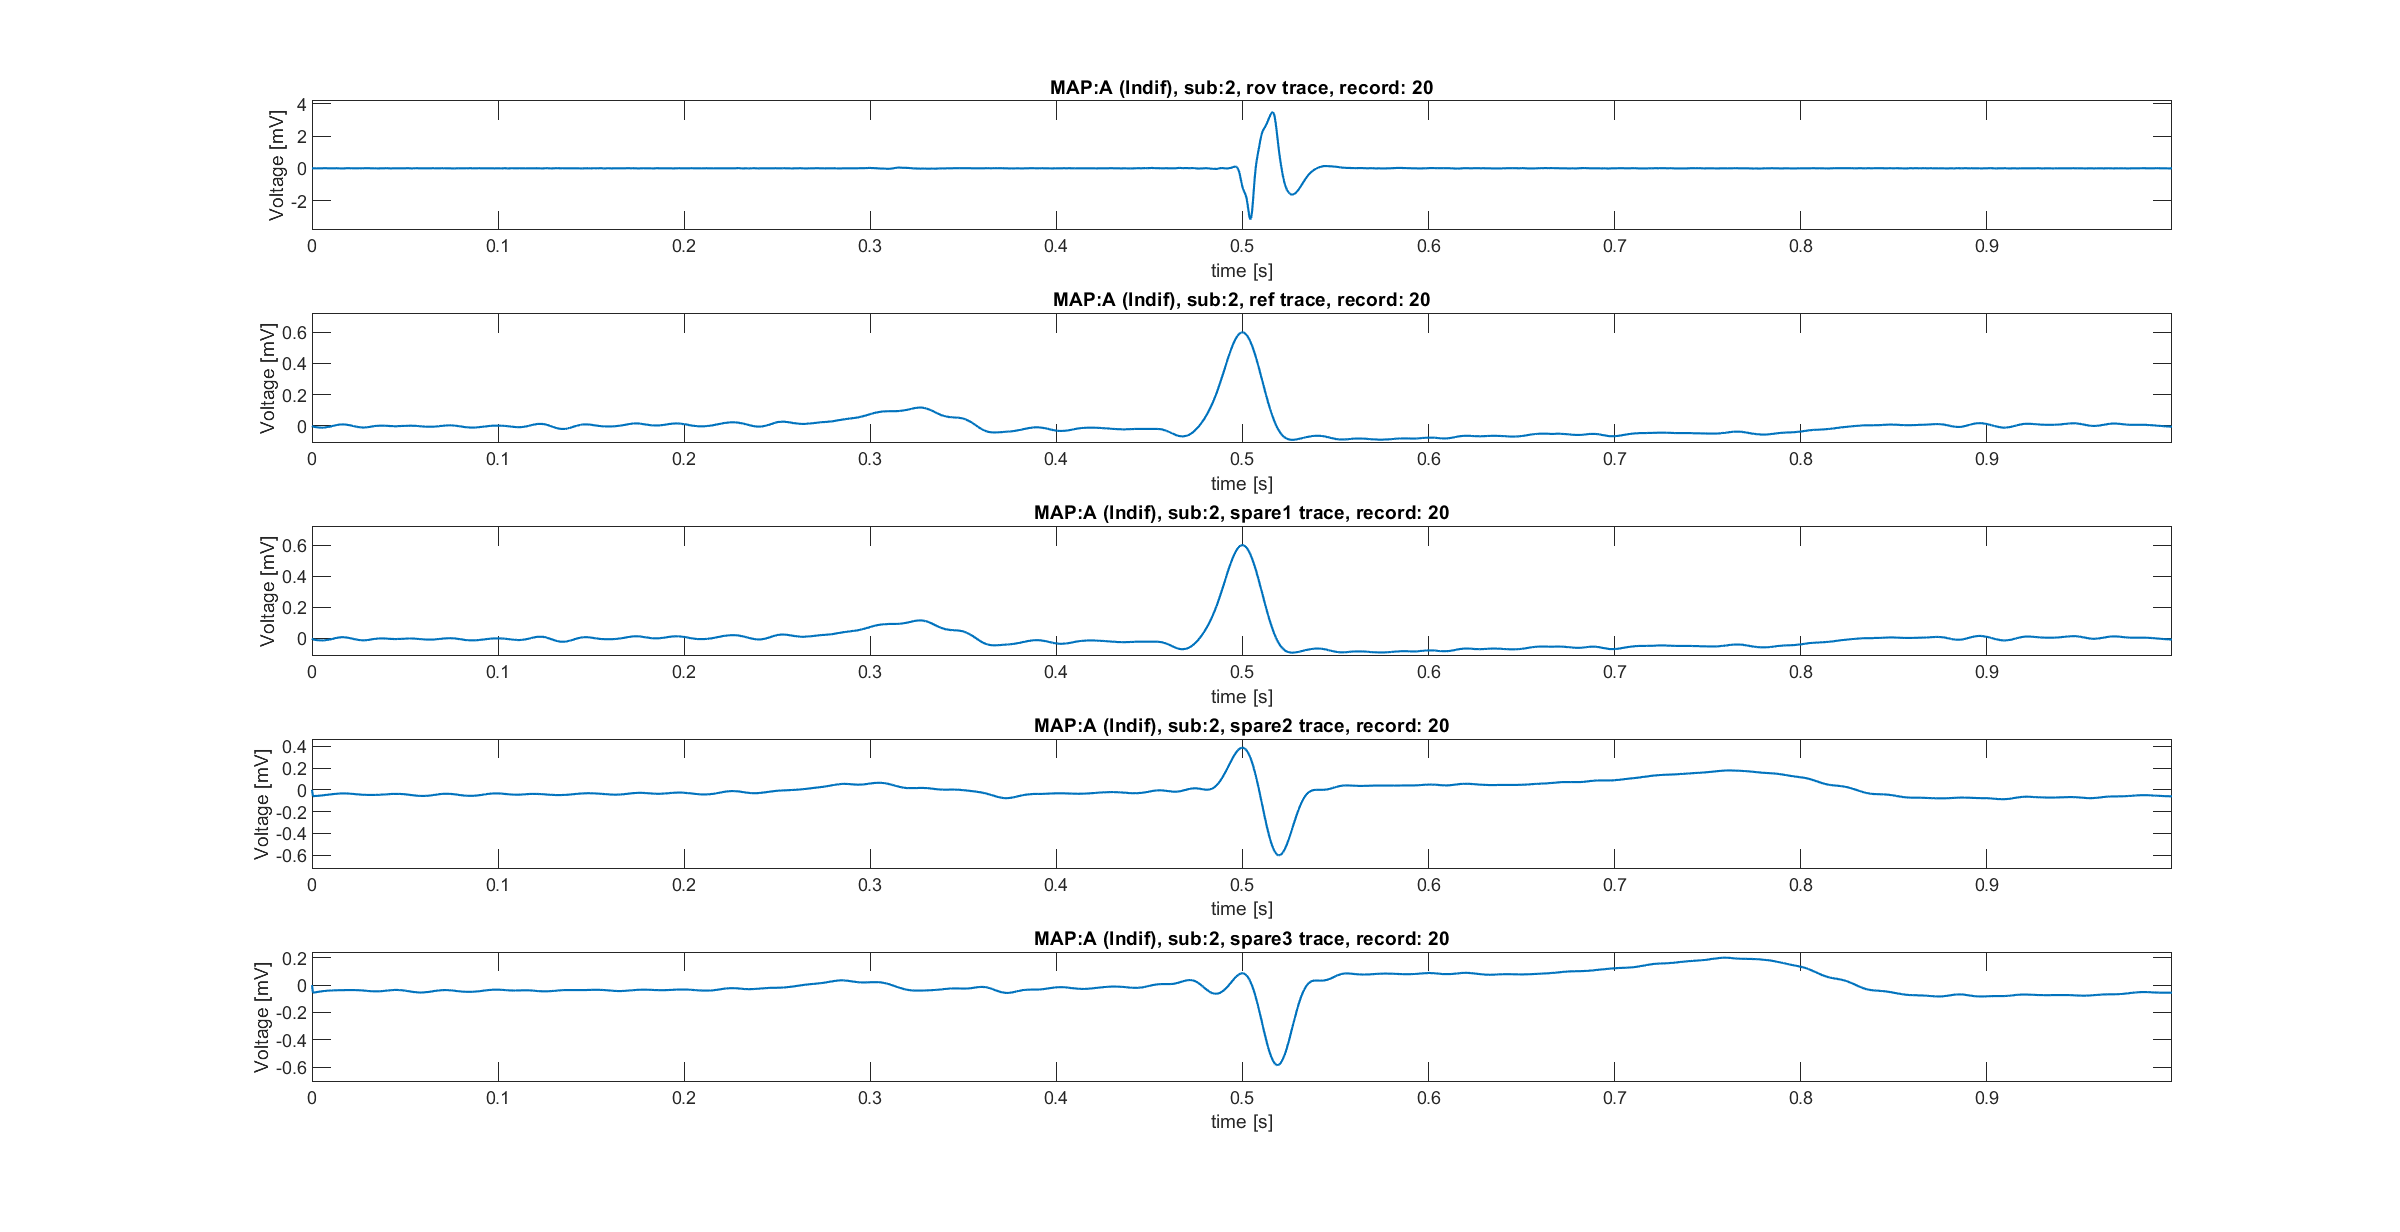 MAP:A (Indif), sub:2, rov trace, record: 20
Voltage [mV]
4
2
0
-2
0 0.1 0.2 0.3 0.4 0.5 0.6 0.7 0.8 0.9
time [s]
MAP:A (Indif), sub:2, ref trace, record: 20
Voltage [mV]
0.6
0.4
0.2
0
0 0.1 0.2 0.3 0.4 0.5 0.6 0.7 0.8 0.9
time [s]
MAP:A (Indif), sub:2, spare1 trace, record: 20
Voltage [mV]
0.6
0.4
0.2
0
0 0.1 0.2 0.3 0.4 0.5 0.6 0.7 0.8 0.9
time [s]
MAP:A (Indif), sub:2, spare2 trace, record: 20
Voltage [mV]
0.4
0.2
0
-0.2
-0.4
-0.6
0 0.1 0.2 0.3 0.4 0.5 0.6 0.7 0.8 0.9
time [s]
MAP:A (Indif), sub:2, spare3 trace, record: 20
Voltage [mV]
0.2
0
-0.2
-0.4
-0.6
0 0.1 0.2 0.3 0.4 0.5 0.6 0.7 0.8 0.9
time [s]